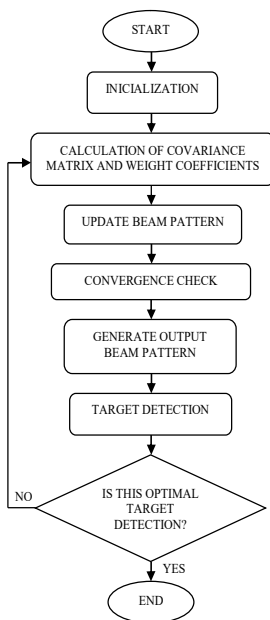 START
INICIALIZATION
CALCULATION OF COVARIANCE
MATRIX AND WEIGHT COEFFICIENTS
UPDATE BEAM PATTERN
CONVERGENCE CHECK
GENERATE OUTPUT
BEAM PATTERN
TARGET DETECTION
NO
IS THIS OPTIMAL
TARGET
DETECTION?
YES
END